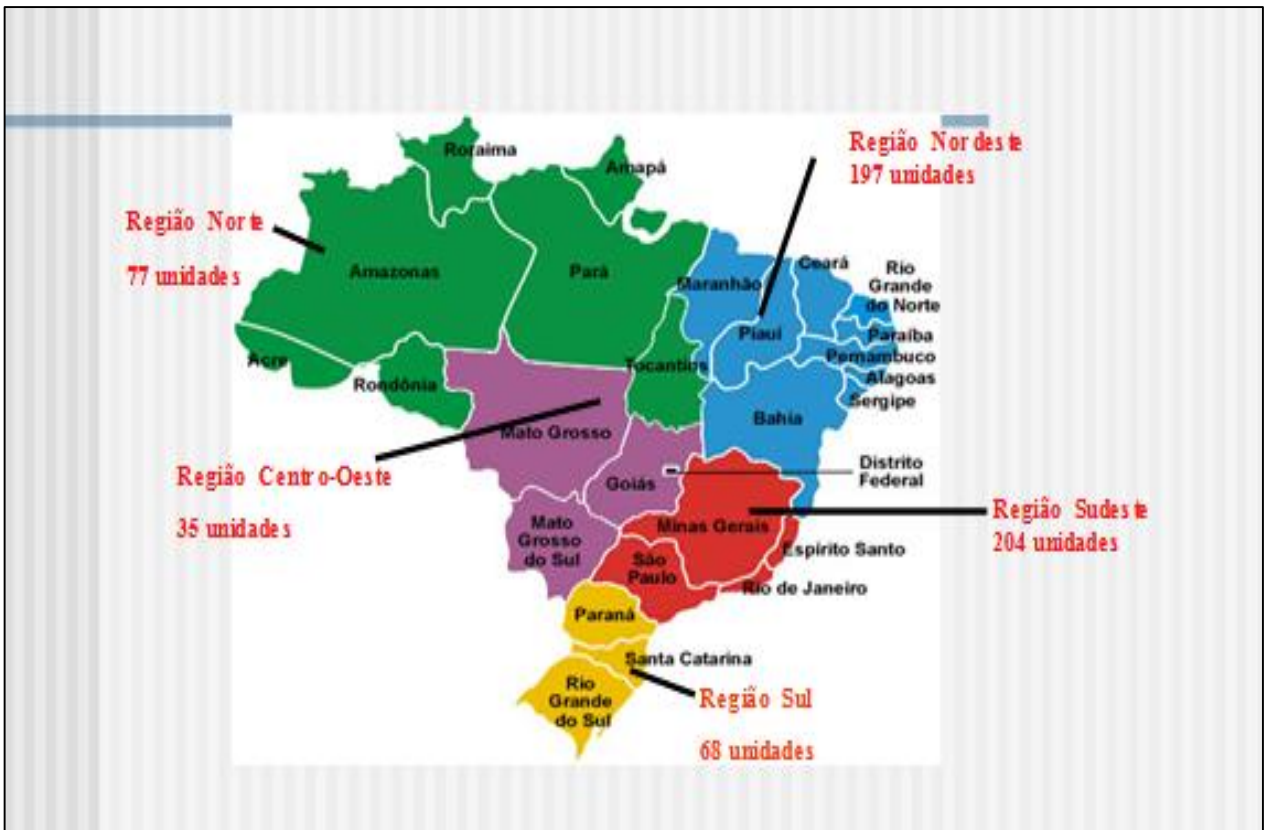 Região Nordeste
197 unidades
Roraima
Amapá
Região Norte
77 unidades
Amazonas
Pará
Maranhão
Ceará
Rio
Grande
do Norte
Piauí
Paraíba
Pernambuco
Alagoas
Sergipe
Acre
Rondônia
Tocantins
Bahia
Mato Grosso
Região Centro-Oeste
35 unidades
Goiás
Distrito
Federal
Mato
Grosso
do Sul
Minas Gerais
Região Sudeste
204 unidades
Espírito Santo
São
Paulo
Rio de Janeiro
Paraná
Santa Catarina
Rio
Grande
do Sul
Região Sul
68 unidades